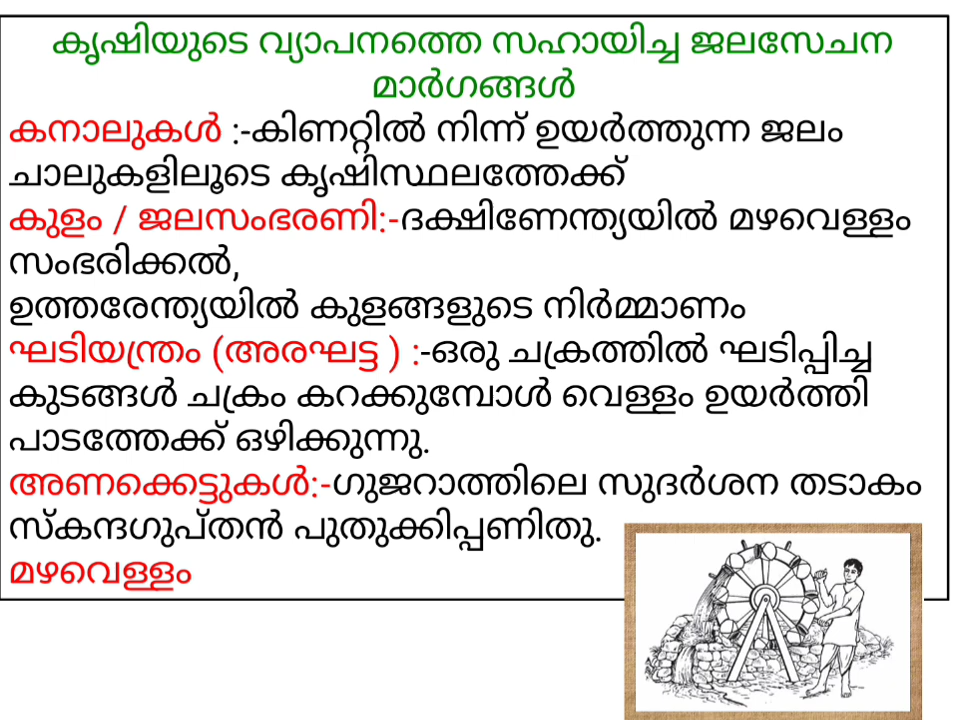 കൃഷിയുടെ വ്യാപനത്തെ സഹായിച്ച ജലസേചന
മാർഗങ്ങൾ
കനാലുകൾ :-കിണറ്റിൽ നിന്ന് ഉയർത്തുന്ന ജലം
ചാലുകളിലൂടെ കൃഷിസ്ഥലത്തേക്ക്
കുളം / ജലസംഭരണി:-ദക്ഷിണേന്ത്യയിൽ മഴവെള്ളം
സംഭരിക്കൽ,
ഉത്തരേന്ത്യയിൽ കുളങ്ങളുടെ നിർമ്മാണം
ഘടിയന്ത്രം (അരഘട്ട ) :-ഒരു ചക്രത്തിൽ ഘടിപ്പിച്ച
കുടങ്ങൾ ചക്രം കറക്കുമ്പോൾ വെള്ളം ഉയർത്തി
പാടത്തേക്ക് ഒഴിക്കുന്നു.
അണക്കെട്ടുകൾ:-ഗുജറാത്തിലെ സുദർശന തടാകം
സ്കന്ദഗുപ്തൻ പുതുക്കിപ്പണിതു.
മഴവെള്ളം